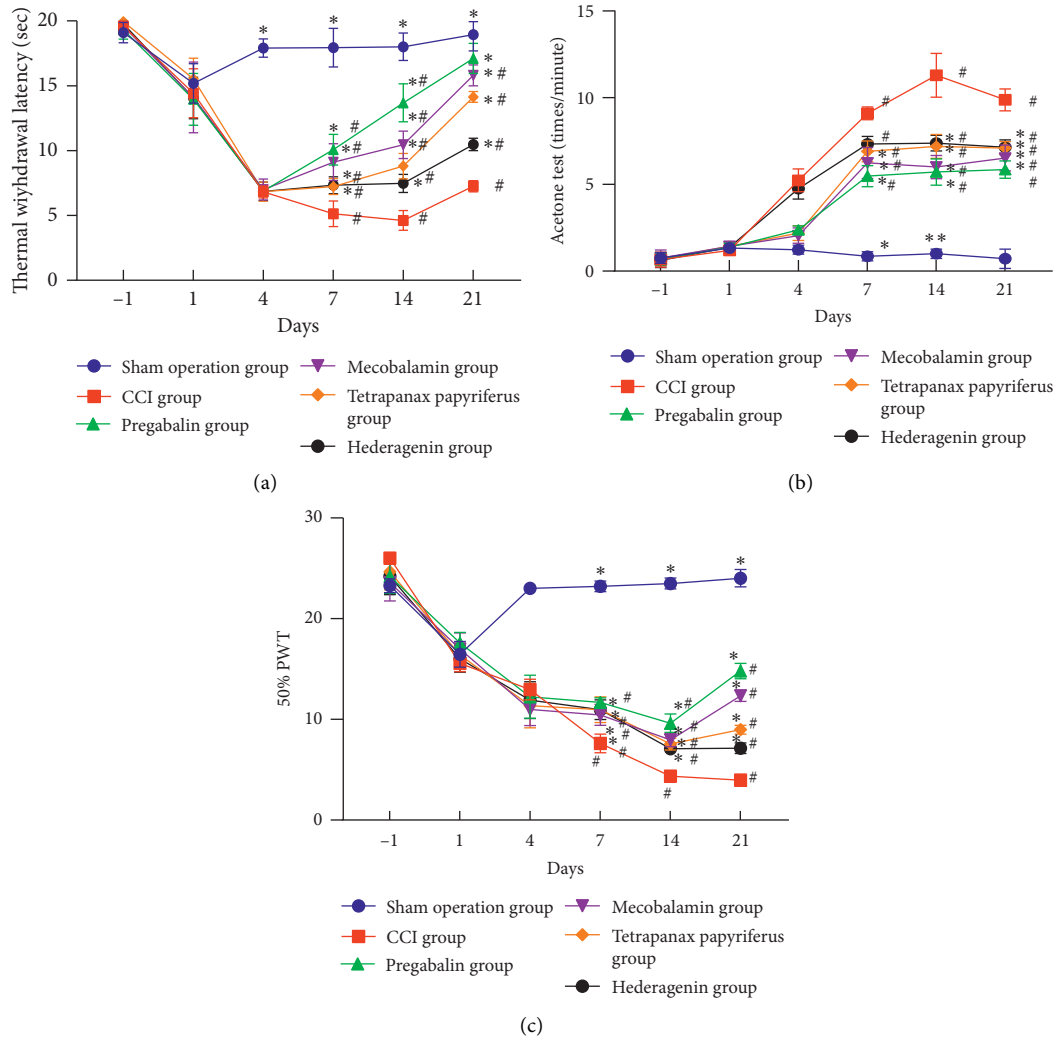 Thermal wiyhdrawal latency (sec)
20
15
10
5
0
* * * *
# *# *
* *# *#
*# *# *#
*# *# *#
# # #
–1 1 4 7 14 21
Days
Sham operation group
CCI group
Pregabalin group
Mecobalamin group
Tetrapanax papyriferus
group
Hederagenin group
(a)
Acetone test (times/minute)
15
10
5
0
# # #
# *# *#
*# *# *#
*# *# *#
*# *# *#
#
* **
–1 1 4 7 14 21
Days
Sham operation group
CCI group
Pregabalin group
Mecobalamin group
Tetrapanax papyriferus
group
Hederagenin group
(b)
50% PWT
30
20
10
0
* * *
*# *# *#
*# *# *#
*# *# *#
*# *# *#
# # #
–1 1 4 7 14 21
Days
Sham operation group
CCI group
Pregabalin group
Mecobalamin group
Tetrapanax papyriferus
group
Hederagenin group
(c)